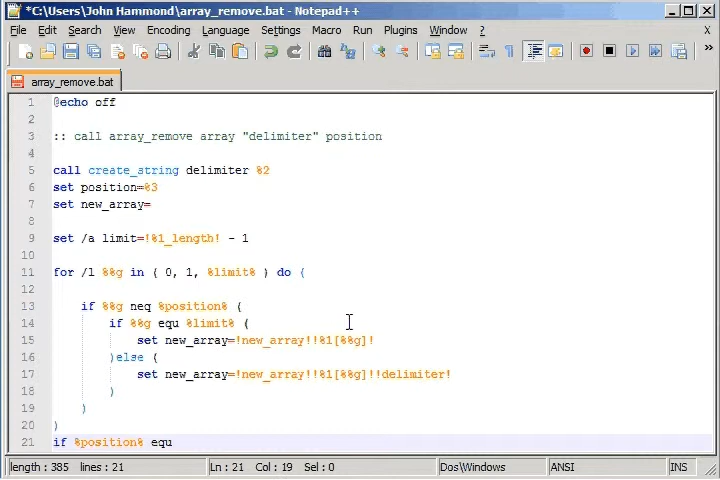 *C:\Users\John Hammond\array_remove.bat - Notepad++
File Edit Search View Encoding Language Settings Macro Run Plugins Window ? X
array_remove.bat
1 @echo off
2
3 :: call array_remove array "delimiter" position
4
5 call create_string delimiter %2
6 set position=%3
7 set new_array=
8
9 set /a limit=!%1_length! - 1
10
11 for /l %%g in ( 0, 1, %limit% ) do (
12
13 if %%g neq %position% (
14 if %%g equ %limit% (
15 set new_array=!new_array!!%1[%%g]!
16 )else (
17 set new_array=!new_array!!%1[%%g]!!delimiter!
18 )
19 )
20 )
21 if %position% equ
length : 385 lines : 21 Ln : 21 Col : 19 Sel : 0 Dos\Windows ANSI INS